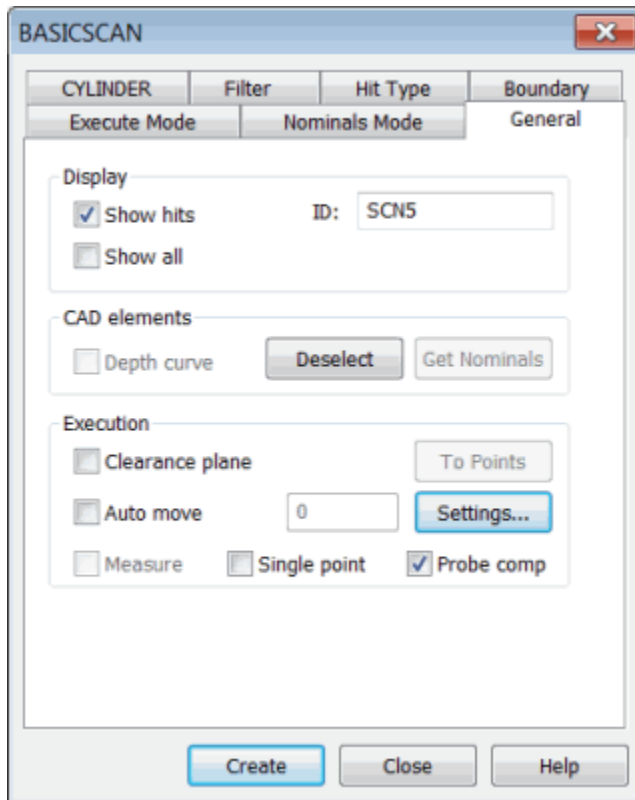 BASICSCAN
CYLINDER Filter Hit Type Boundary
Execute Mode Nominals Mode General
Display
Show hits ID: SCN5
Show all
CAD elements
Depth curve Deselect Get Nominals
Execution
Clearance plane To Points
Auto move 0 Settings...
Measure Single point Probe comp
Create Close Help